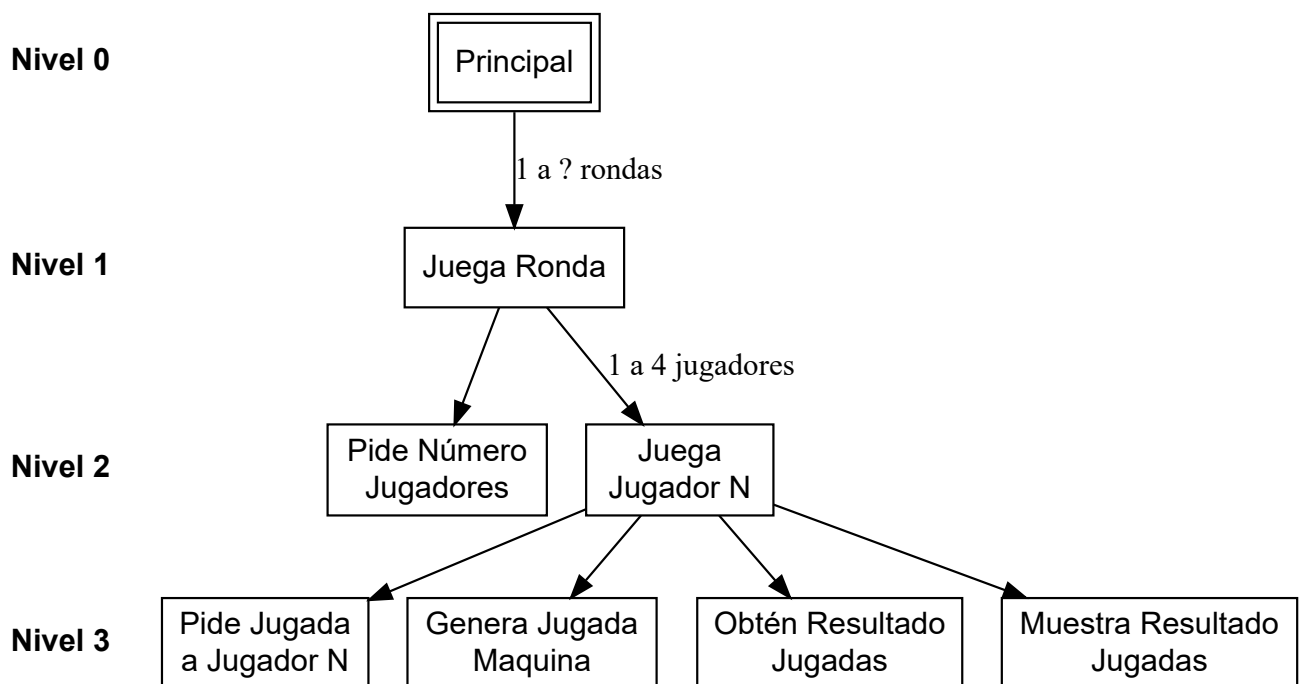 Nivel 0
Principal
1 a ? rondas
Nivel 1
Juega Ronda
1 a 4 jugadores
Nivel 2
Pide Número
Jugadores
Juega
Jugador N
Nivel 3
Pide Jugada
a Jugador N
Genera Jugada
Maquina
Obtén Resultado
Jugadas
Muestra Resultado
Jugadas